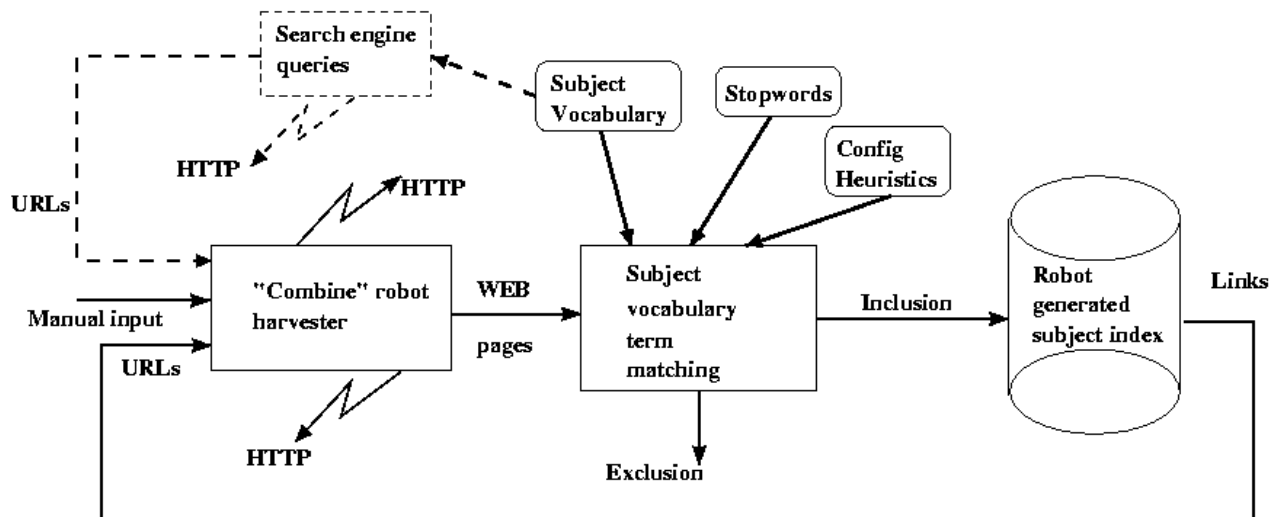 Search engine
queries
Subject
Vocabulary
Stopwords
Config
Heuristics
HTTP
HTTP
URLs
"Combine" robot
harvester
Manual input
URLs
WEB
pages
Subject
vocabulary
term
matching
Inclusion
Robot
generated
subject index
Links
HTTP
Exclusion